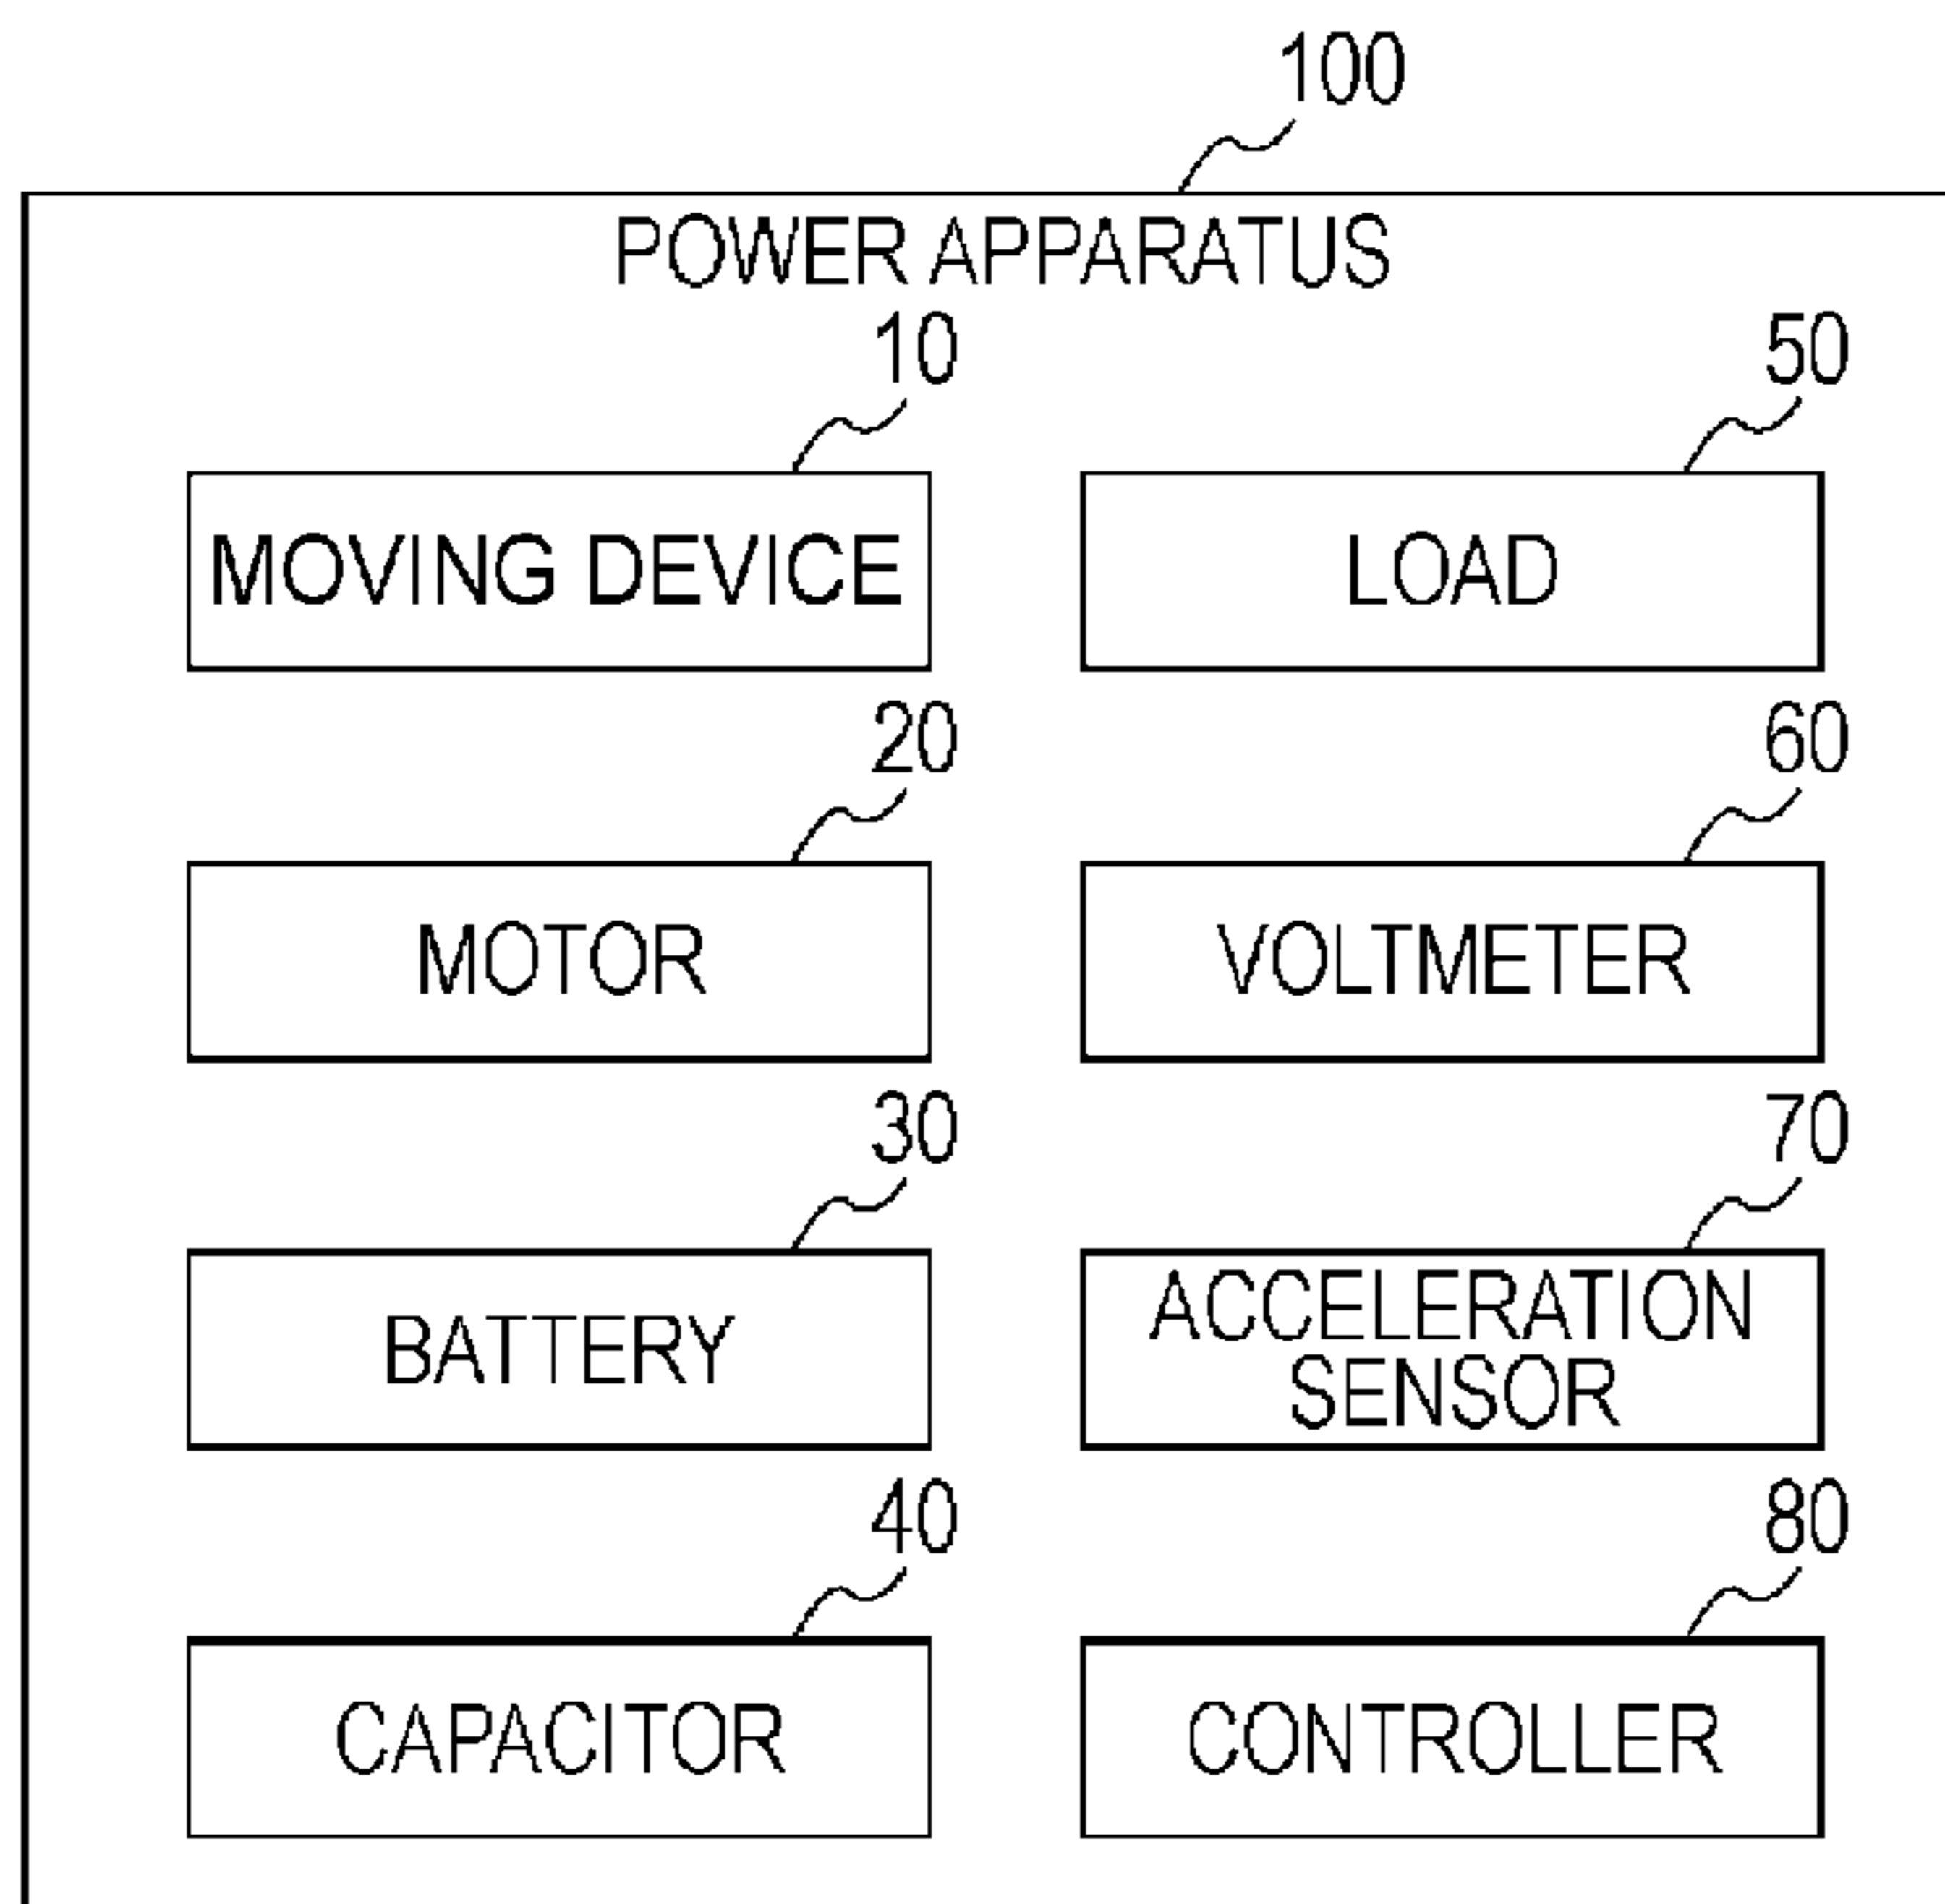 100
POWER APPARATUS
10
MOVING DEVICE
50
LOAD
20
MOTOR
60
VOLTMETER
30
BATTERY
70
ACCELERATION
SENSOR
40
CAPACITOR
80
CONTROLLER